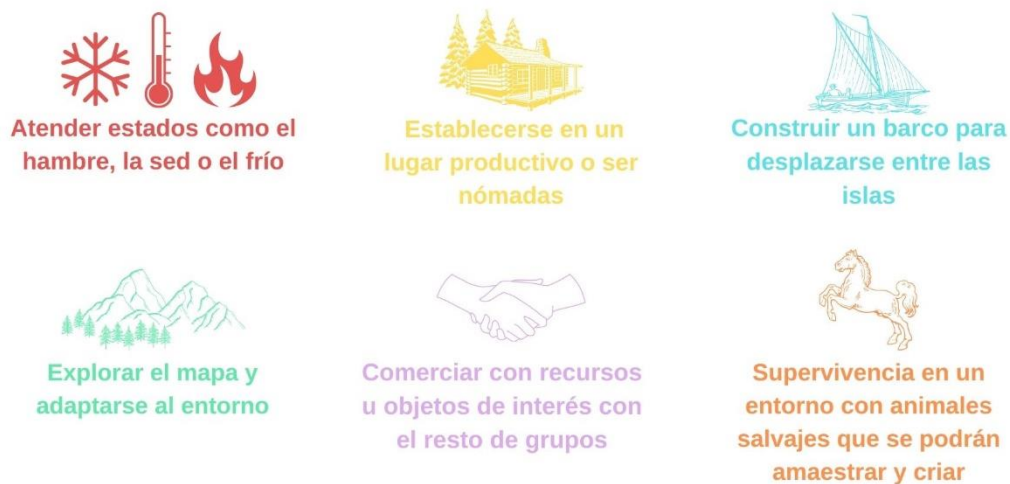 Atender estados como el
hambre, la sed o el frío
Establecerse en un
lugar productivo o ser
nómadas
Construir un barco para
desplazarse entre las
islas
Explorar el mapa y
adaptarse al entorno
Comerciar con recursos
u objetos de interés con
el resto de grupos
Supervivencia en un
entorno con animales
salvajes que se podrán
amaestrar y criar